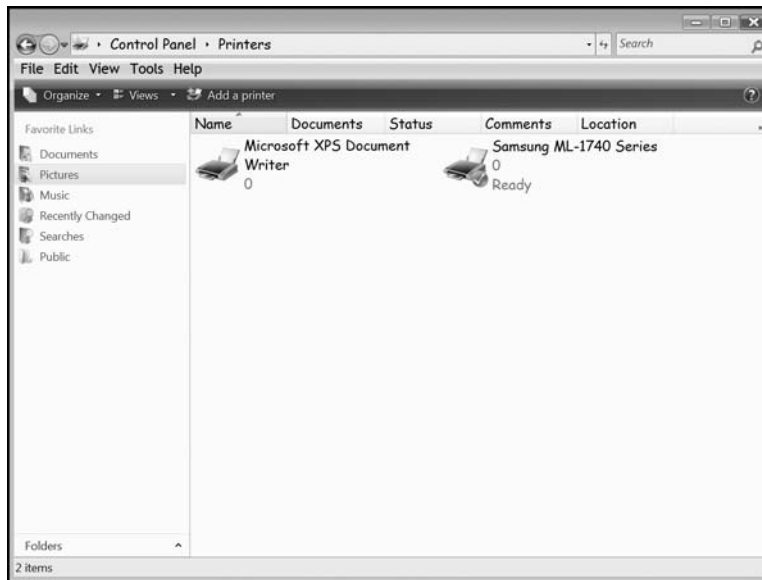 Control Panel › Printers
Search
File Edit View Tools Help
Organize
Views
Add a printer
Favorite Links
Documents
Pictures
Music
Recently Changed
Searches
Public
Folders
Name Documents Status Comments Location
Microsoft XPS Document
Writer
0
Samsung ML-1740 Series
0
Ready
2 items